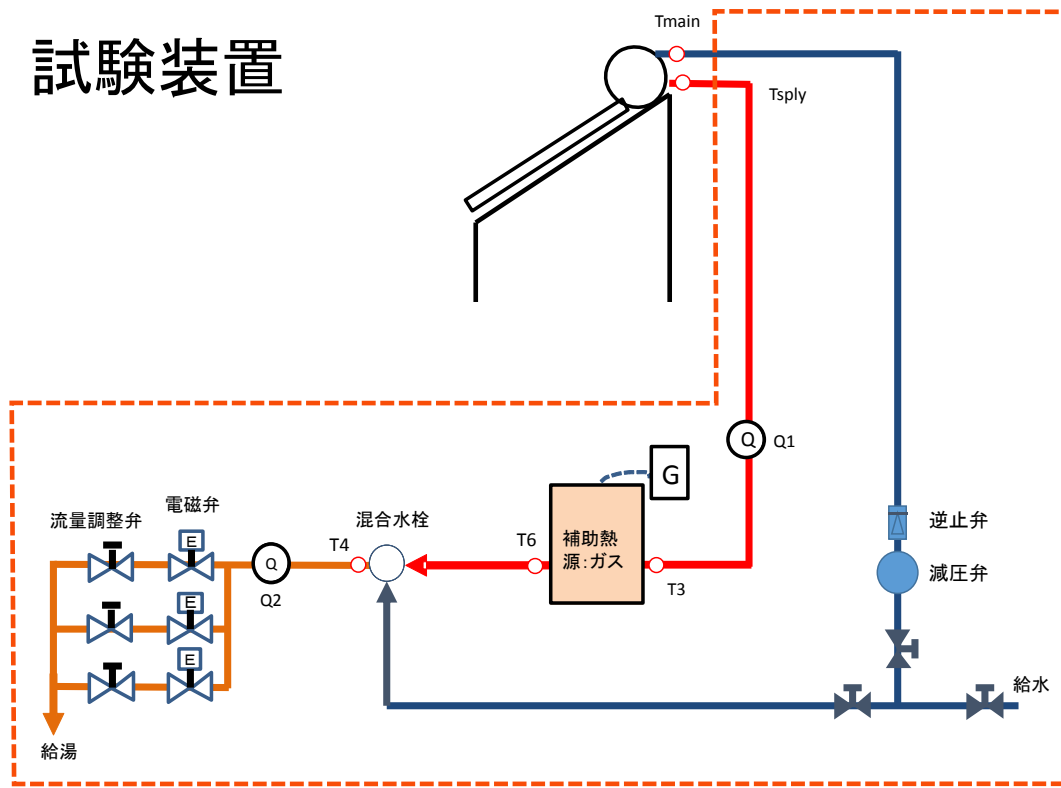 試験装置
Tmain
Tsply
Q
Q1
G
電磁弁
流量調整弁
混合水栓
逆止弁
E
T4
T6
補助熱
源:ガス
Q
Q2
T3
減圧弁
E
E
給水
給湯